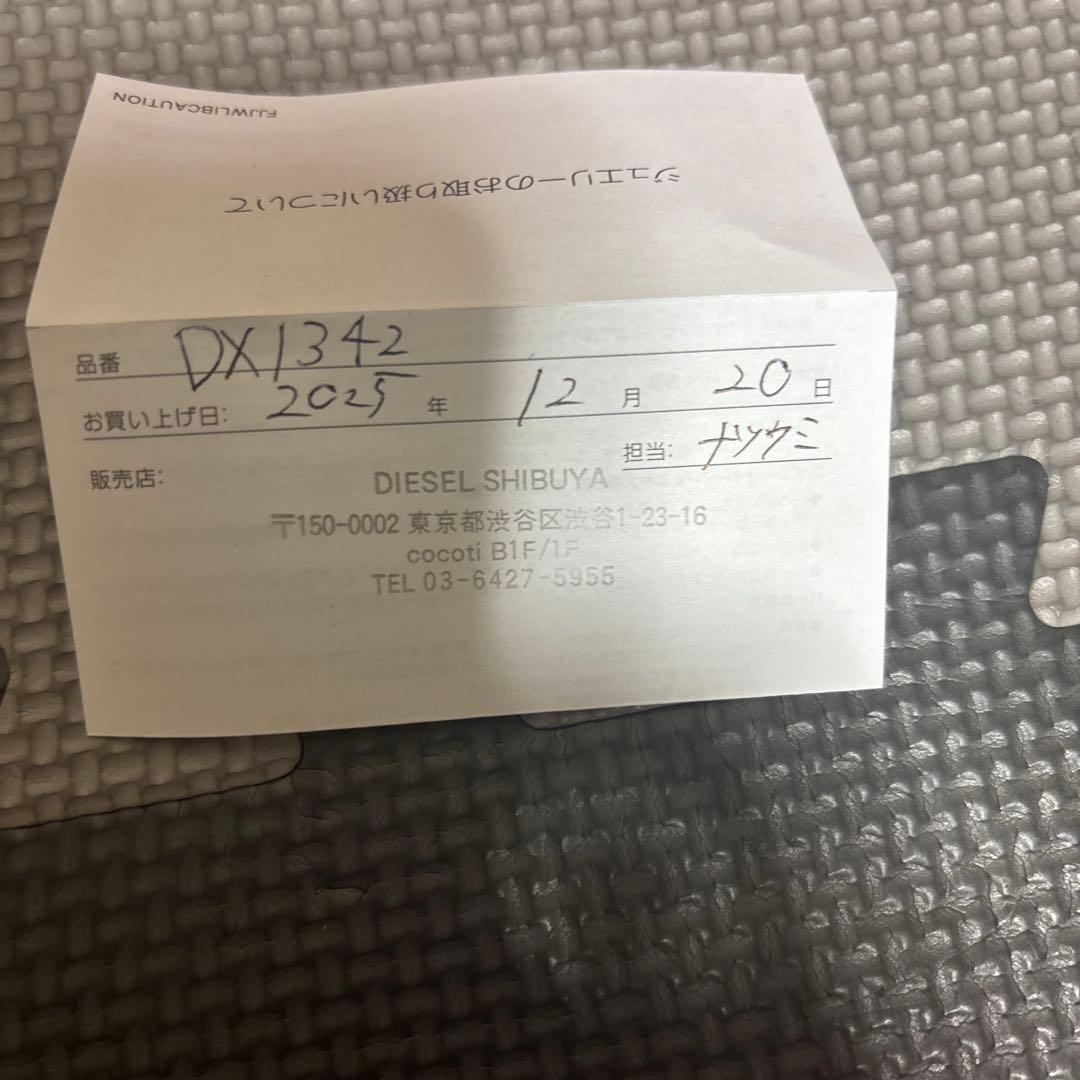 FJJWLIBCAUTION
ジュエリーのお取り扱いについて
品番 DX1342
お買い上げ日: 2025 年 12 月 20 日
担当: ナツウミ
販売店:
DIESEL SHIBUYA
〒150-0002 東京都渋谷区渋谷1-23-16
cocoti B1F/1F
TEL 03-6427-5955